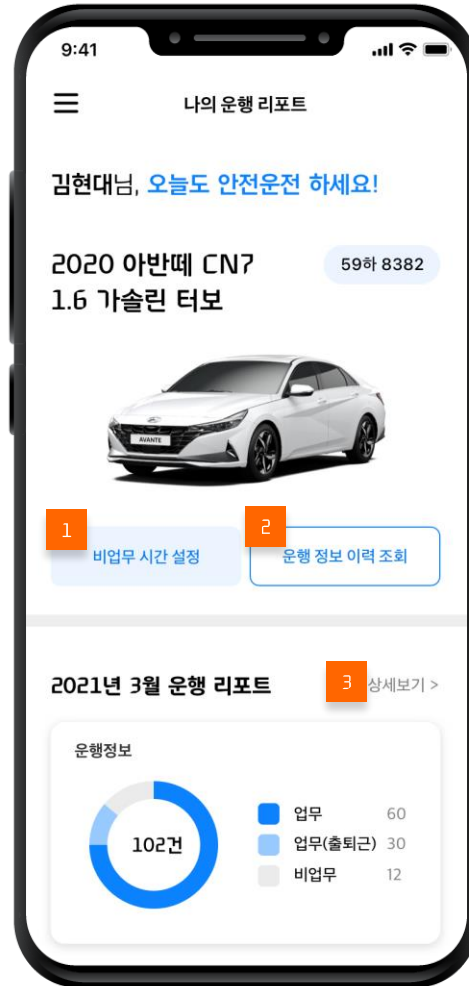 9:41
나의 운행 리포트
김현대님, 오늘도 안전운전 하세요!
2020 아반떼 CN7
59하 8382
1.6 가솔린 터보
AVANTE
1
비업무 시간 설정
2
운행 정보 이력 조회
2021년 3월 운행 리포트
3
상세보기 >
운행정보
102건
업무 60
업무(출퇴근) 30
비업무 12